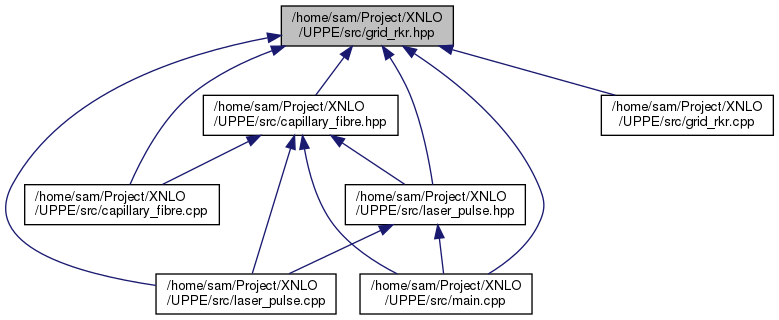 /home/sam/Project/XNLO
/UPPE/src/grid_rkr.hpp
/home/sam/Project/XNLO
/UPPE/src/capillary_fibre.hpp
/home/sam/Project/XNLO
/UPPE/src/grid_rkr.cpp
/home/sam/Project/XNLO
/UPPE/src/capillary_fibre.cpp
/home/sam/Project/XNLO
/UPPE/src/laser_pulse.hpp
/home/sam/Project/XNLO
/UPPE/src/laser_pulse.cpp
/home/sam/Project/XNLO
/UPPE/src/main.cpp